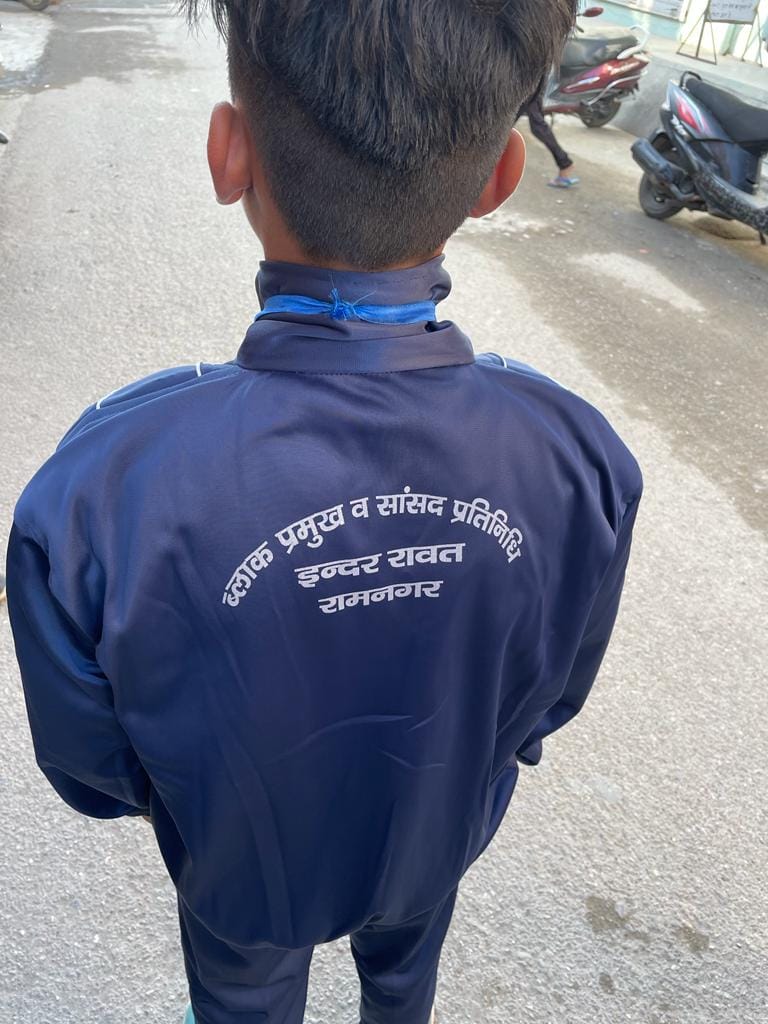 ब्लाक प्रमुख व सांसद प्रतिनिधि
इन्दर रावत
रामनगर